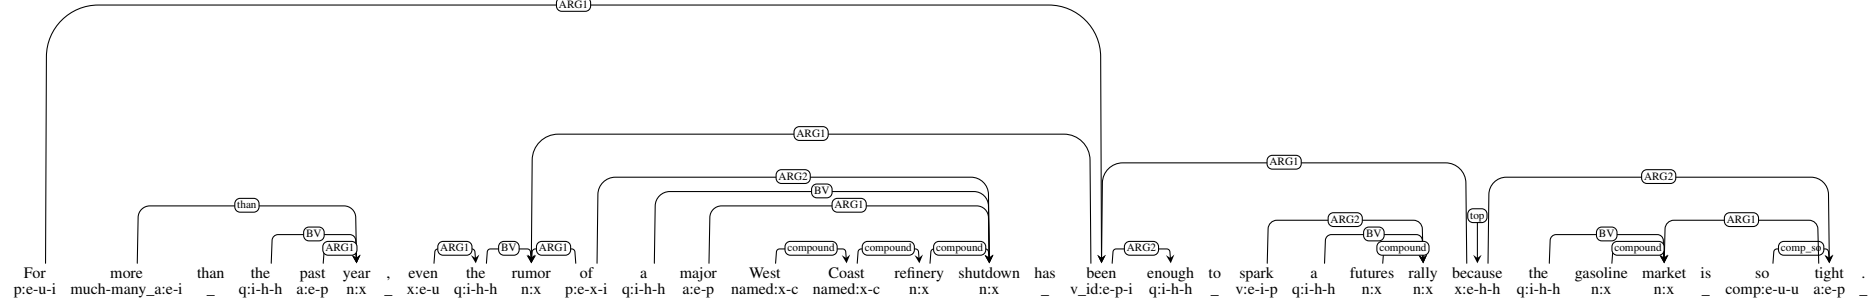 ARG1
ARG1
ARG1
ARG2 ARG2
BV
than ARG1
top
ARG2 ARG1
BV BV BV
ARG1 ARG1 BV ARG1 compound compound compound ARG2 compound compound comp_so
For more than the past year , even the rumor of a major West Coast refinery shutdown has been enough to spark a futures rally because the gasoline market is so tight .
p:e-u-i much-many_a:e-i _ q:i-h-h a:e-p n:x _ x:e-u q:i-h-h n:x p:e-x-i q:i-h-h a:e-p named:x-c named:x-c n:x n:x _ v_id:e-p-i q:i-h-h _ v:e-i-p q:i-h-h n:x n:x x:e-h-h q:i-h-h n:x n:x _ comp:e-u-u a:e-p _